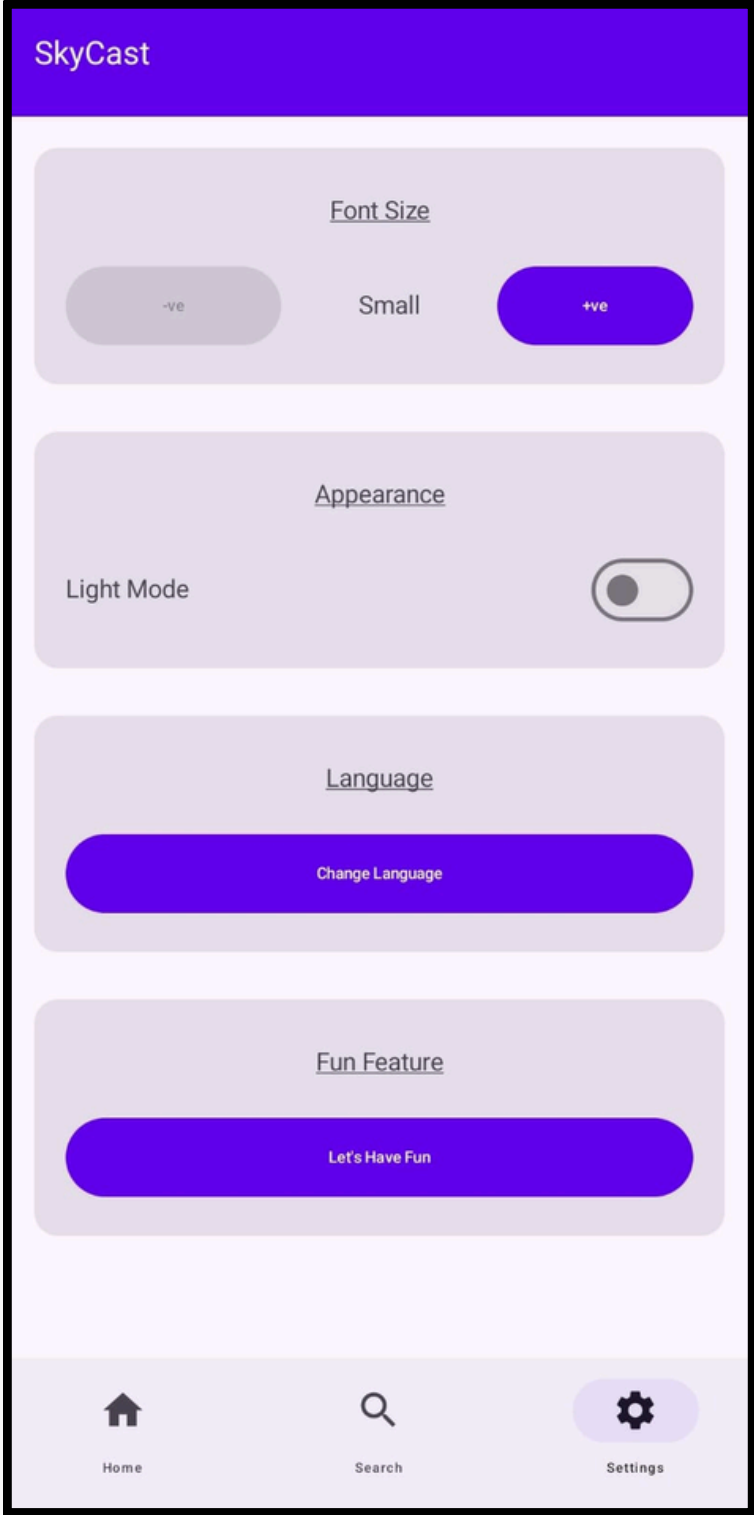 SkyCast
Font Size
-ve Small +ve
Appearance
Light Mode
Language
Change Language
Fun Feature
Let's Have Fun
Home Search Settings